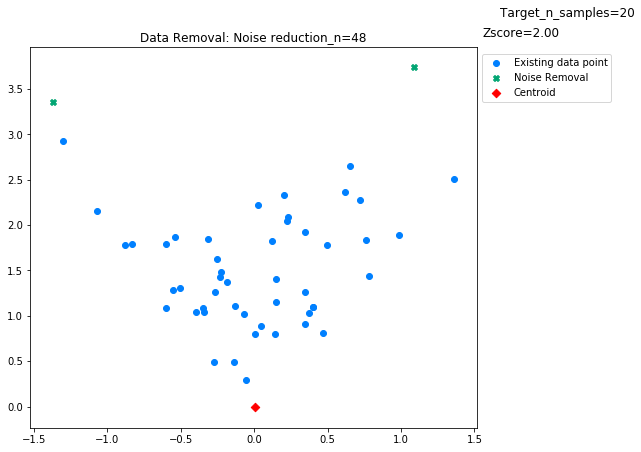 Target_n_samples=20
Zscore=2.00
Data Removal: Noise reduction_n=48
Existing data point
Noise Removal
Centroid
3.5
3.0
2.5
2.0
1.5
1.0
0.5
0.0
−1.5 −1.0 −0.5 0.0 0.5 1.0 1.5